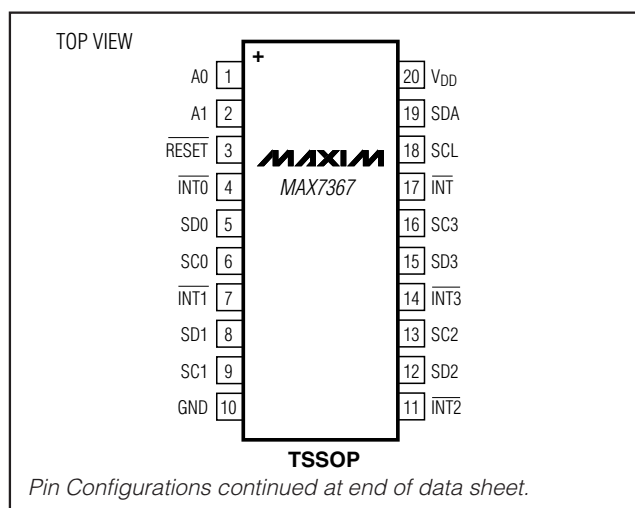 TOP VIEW
+
A0 1 20 VDD
A1 2 19 SDA
RESET 3 MAXIM 18 SCL
INT0 4 MAX7367 17 INT
SD0 5 16 SC3
SC0 6 15 SD3
INT1 7 14 INT3
SD1 8 13 SC2
SC1 9 12 SD2
GND 10 11 INT2
TSSOP
Pin Configurations continued at end of data sheet.